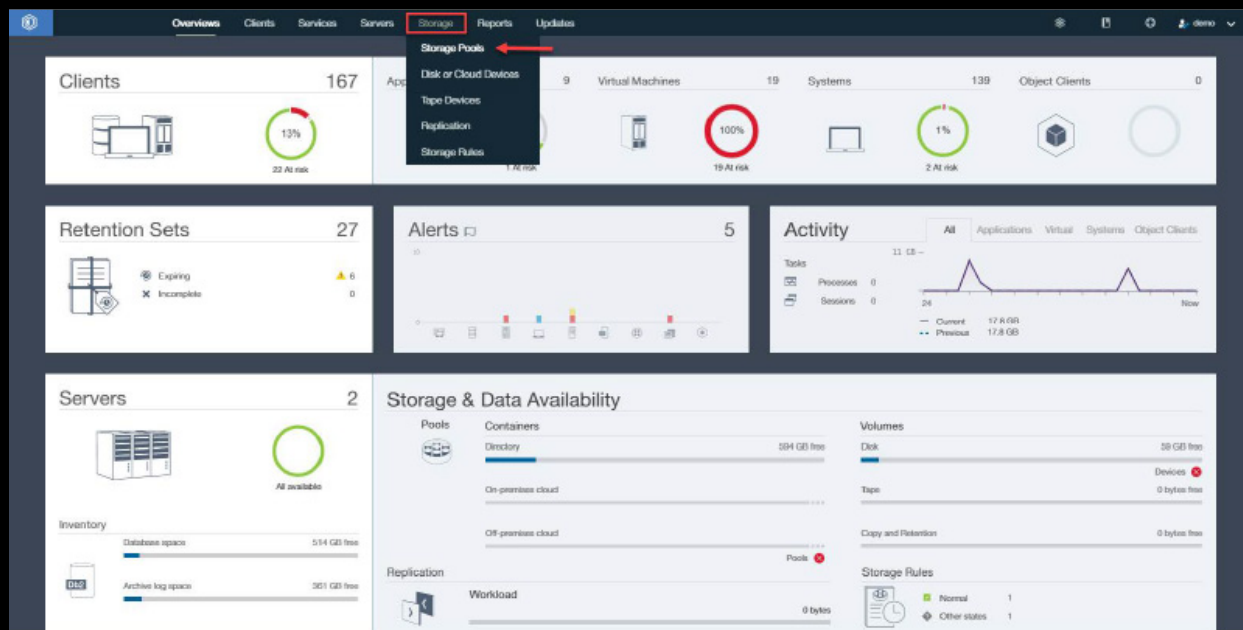 Overviews Clients Services Servers Storage Reports Updates demo
Storage Pools
Disk or Cloud Devices
Tape Devices
Replication
Storage Rules
Clients 167
13%
22 At risk
App 9
1 At risk
Virtual Machines 19
100%
19 At risk
Systems 139
1%
2 At risk
Object Clients 0
Retention Sets 27
Expiring 6
Incomplete 0
Alerts 5
10
0
Activity All Applications Virtual Systems Object Clients
11 GB
Tasks
Processes 0
Sessions 0
24 Now
Current 17.8 GB
Previous 17.8 GB
Servers 2
All available
Inventory
Database space 514 GB free
Db2
Archive log space 361 GB free
Storage & Data Availability
Pools Containers
Directory 594 GB free
On-premises cloud ---
Off-premises cloud ---
Pools
Volumes
Disk 59 GB free
Devices
Tape 0 bytes free
Copy and Retention 0 bytes free
Replication
Workload
0 bytes
Storage Rules
Normal 1
Other states 1